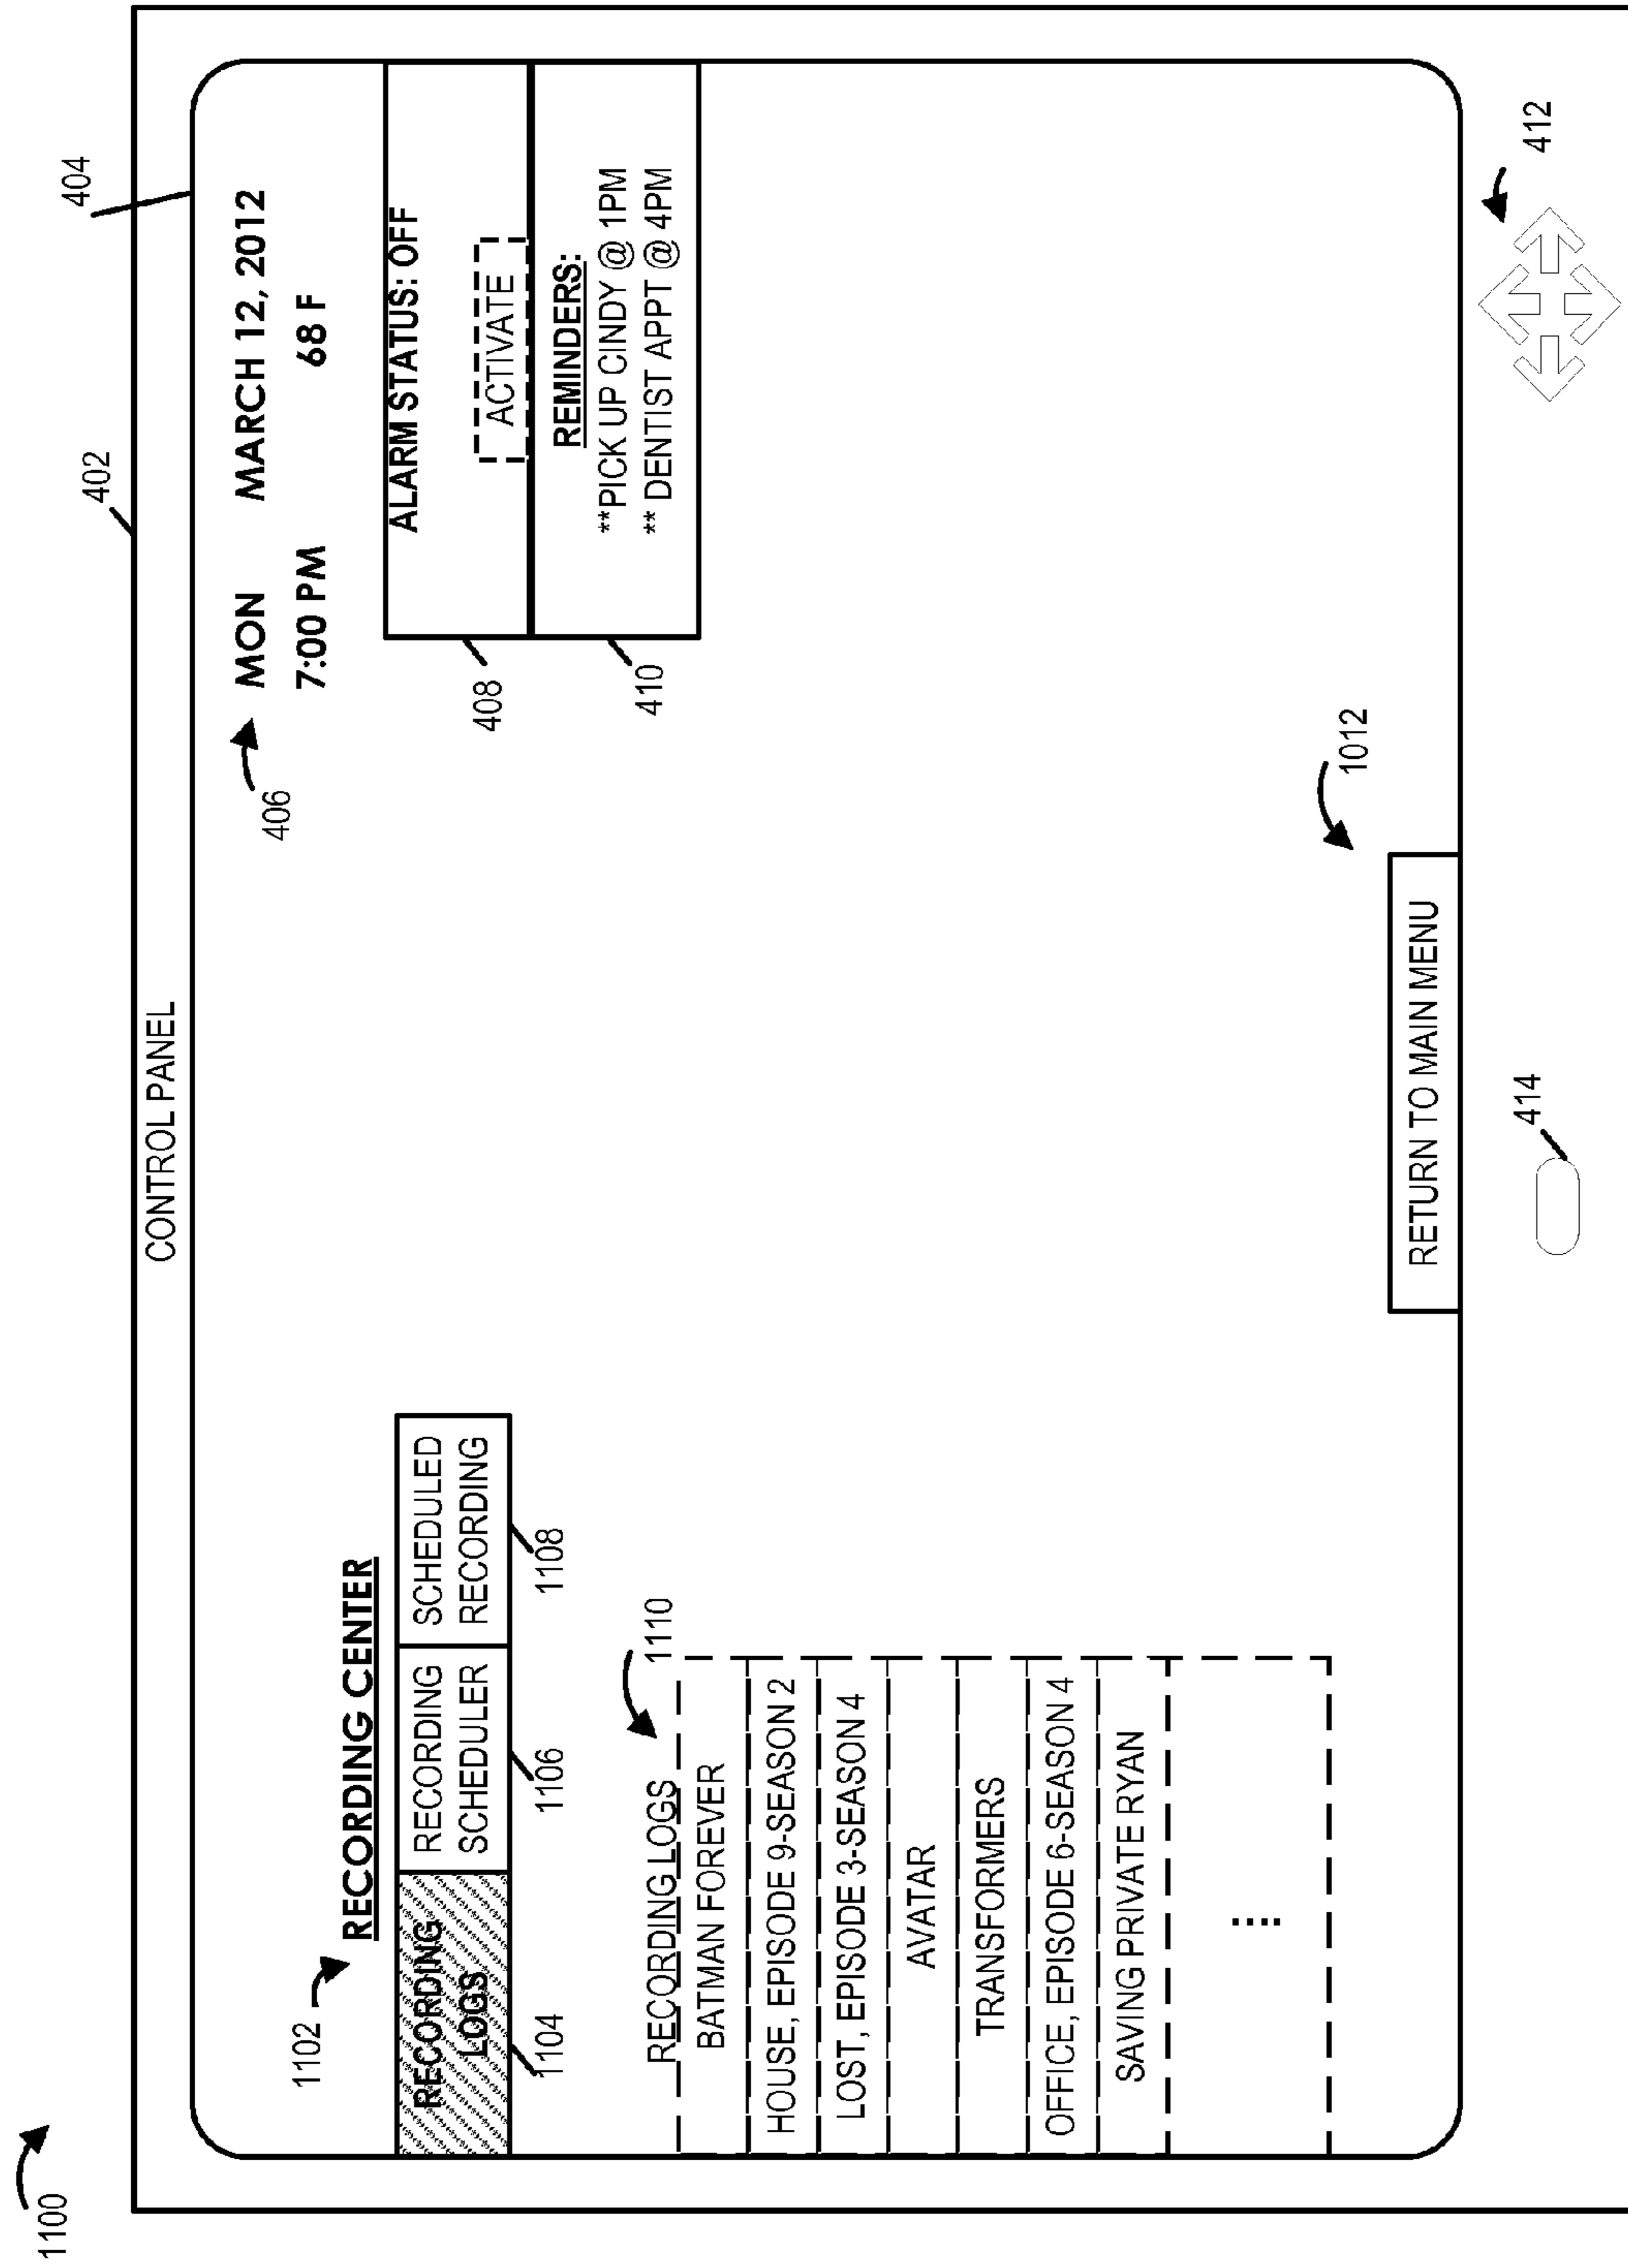 1100
CONTROL PANEL
402
404
406
MON MARCH 12, 2012
7:00 PM 68 F
1102
RECORDING CENTER
RECORDING LOGS
RECORDING SCHEDULER
SCHEDULED RECORDING
1104
1106
1108
408
ALARM STATUS: OFF
ACTIVATE
410
REMINDERS:
**PICK UP CINDY @ 1PM
** DENTIST APPT @ 4PM
RECORDING LOGS
1110
BATMAN FOREVER
HOUSE, EPISODE 9-SEASON 2
LOST, EPISODE 3-SEASON 4
AVATAR
TRANSFORMERS
OFFICE, EPISODE 6-SEASON 4
SAVING PRIVATE RYAN
....
1012
RETURN TO MAIN MENU
414
412